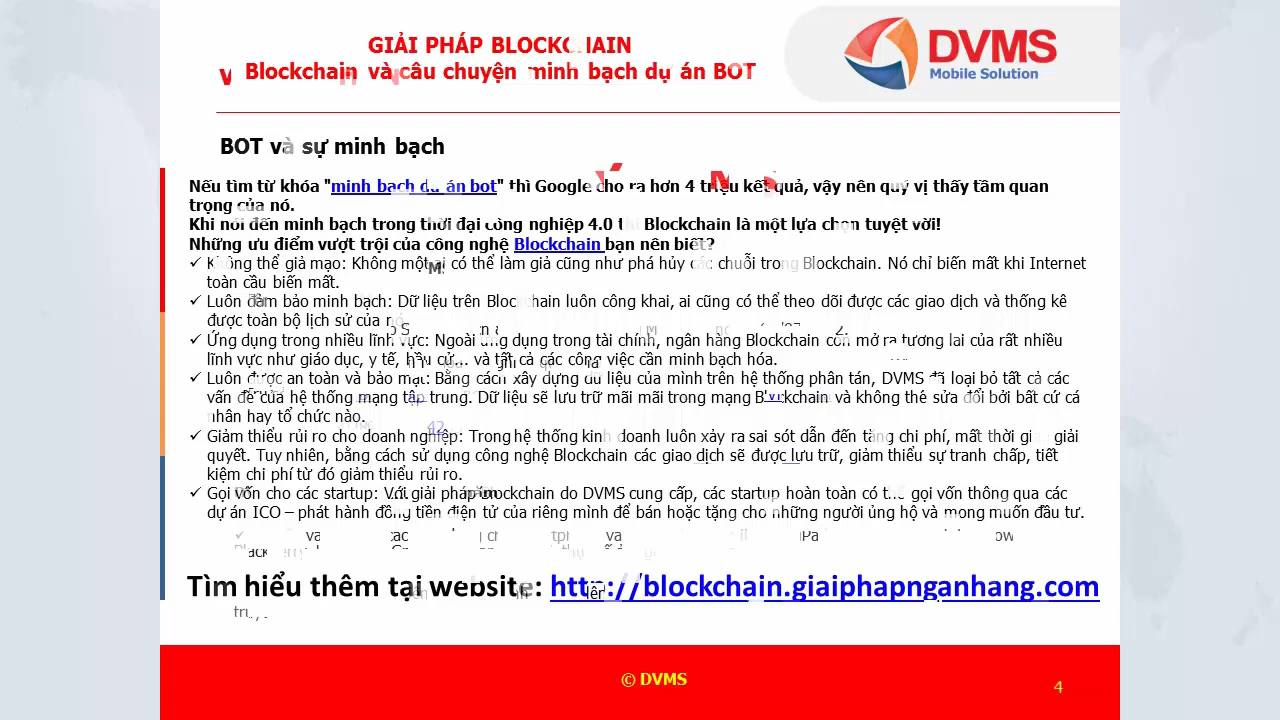 GIẢI PHÁP BLOCKCHAIN
Blockchain và câu chuyện minh bạch dự án BOT
DVMS
Mobile Solution
BOT và sự minh bạch
Nếu tìm từ khóa "minh bạch dự án bot" thì Google cho ra hơn 4 triệu kết quả, vậy nên quý vị thấy tầm quan
trọng của nó.
Khi nói đến minh bạch trong thời đại công nghiệp 4.0 thì Blockchain là một lựa chọn tuyệt vời!
Những ưu điểm vượt trội của công nghệ Blockchain bạn nên biết?
✓ Không thể giả mạo: Không một ai có thể làm giả cũng như phá hủy các chuỗi trong Blockchain. Nó chỉ biến mất khi Internet
toàn cầu biến mất.
✓ Luôn đảm bảo minh bạch: Dữ liệu trên Blockchain luôn công khai, ai cũng có thể theo dõi được các giao dịch và thống kê
được toàn bộ lịch sử của nó
✓ Ứng dụng trong nhiều lĩnh vực: Ngoài ứng dụng trong tài chính, ngân hàng Blockchain còn mở ra tương lai của rất nhiều
lĩnh vực như giáo dục, y tế, bầu cử... và tất cả các công việc cần minh bạch hóa.
✓ Luôn được an toàn và bảo mật: Bằng cách xây dựng dữ liệu của mình trên hệ thống phân tán, DVMS đã loại bỏ tất cả các
vấn đề của hệ thống mạng tập trung. Dữ liệu sẽ lưu trữ mãi mãi trong mạng Blockchain và không thể sửa đổi bởi bất cứ cá
nhân hay tổ chức nào.
✓ Giảm thiểu rủi ro cho doanh nghiệp: Trong hệ thống kinh doanh luôn xảy ra sai sót dẫn đến tăng chi phí, mất thời gian giải
quyết. Tuy nhiên, bằng cách sử dụng công nghệ Blockchain các giao dịch sẽ được lưu trữ, giảm thiểu sự tranh chấp, tiết
kiệm chi phí từ đó giảm thiểu rủi ro.
✓ Gọi vốn cho các startup: Với giải pháp Blockchain do DVMS cung cấp, các startup hoàn toàn có thể gọi vốn thông qua các
dự án ICO – phát hành đồng tiền điện tử của riêng mình để bán hoặc tặng cho những người ủng hộ và mong muốn đầu tư.
Tìm hiểu thêm tại website: http://blockchain.giaiphapnganhang.com
© DVMS
4